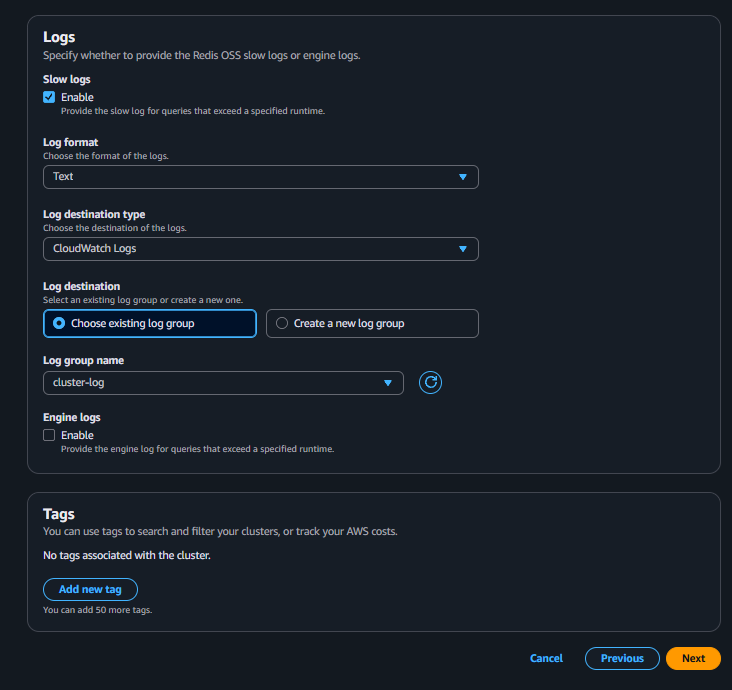 Logs
Specify whether to provide the Redis OSS slow logs or engine logs.
Slow logs
Enable
Provide the slow log for queries that exceed a specified runtime.
Log format
Choose the format of the logs.
Text
Log destination type
Choose the destination of the logs.
CloudWatch Logs
Log destination
Select an existing log group or create a new one.
Choose existing log group
Create a new log group
Log group name
cluster-log
Engine logs
Enable
Provide the engine log for queries that exceed a specified runtime.
Tags
You can use tags to search and filter your clusters, or track your AWS costs.
No tags associated with the cluster.
Add new tag
You can add 50 more tags.
Cancel
Previous
Next